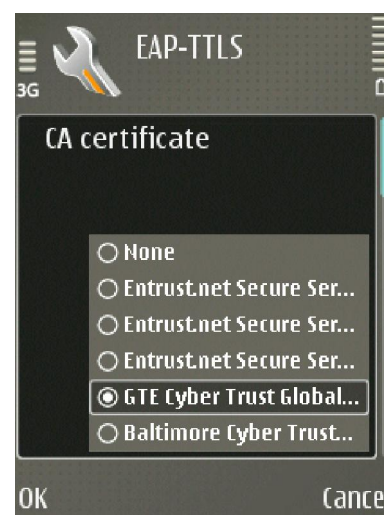 EAP-TTLS
3G
CA certificate
None
Entrust.net Secure Ser...
Entrust.net Secure Ser...
Entrust.net Secure Ser...
GTE Cyber Trust Global...
Baltimore Cyber Trust...
OK
Cance